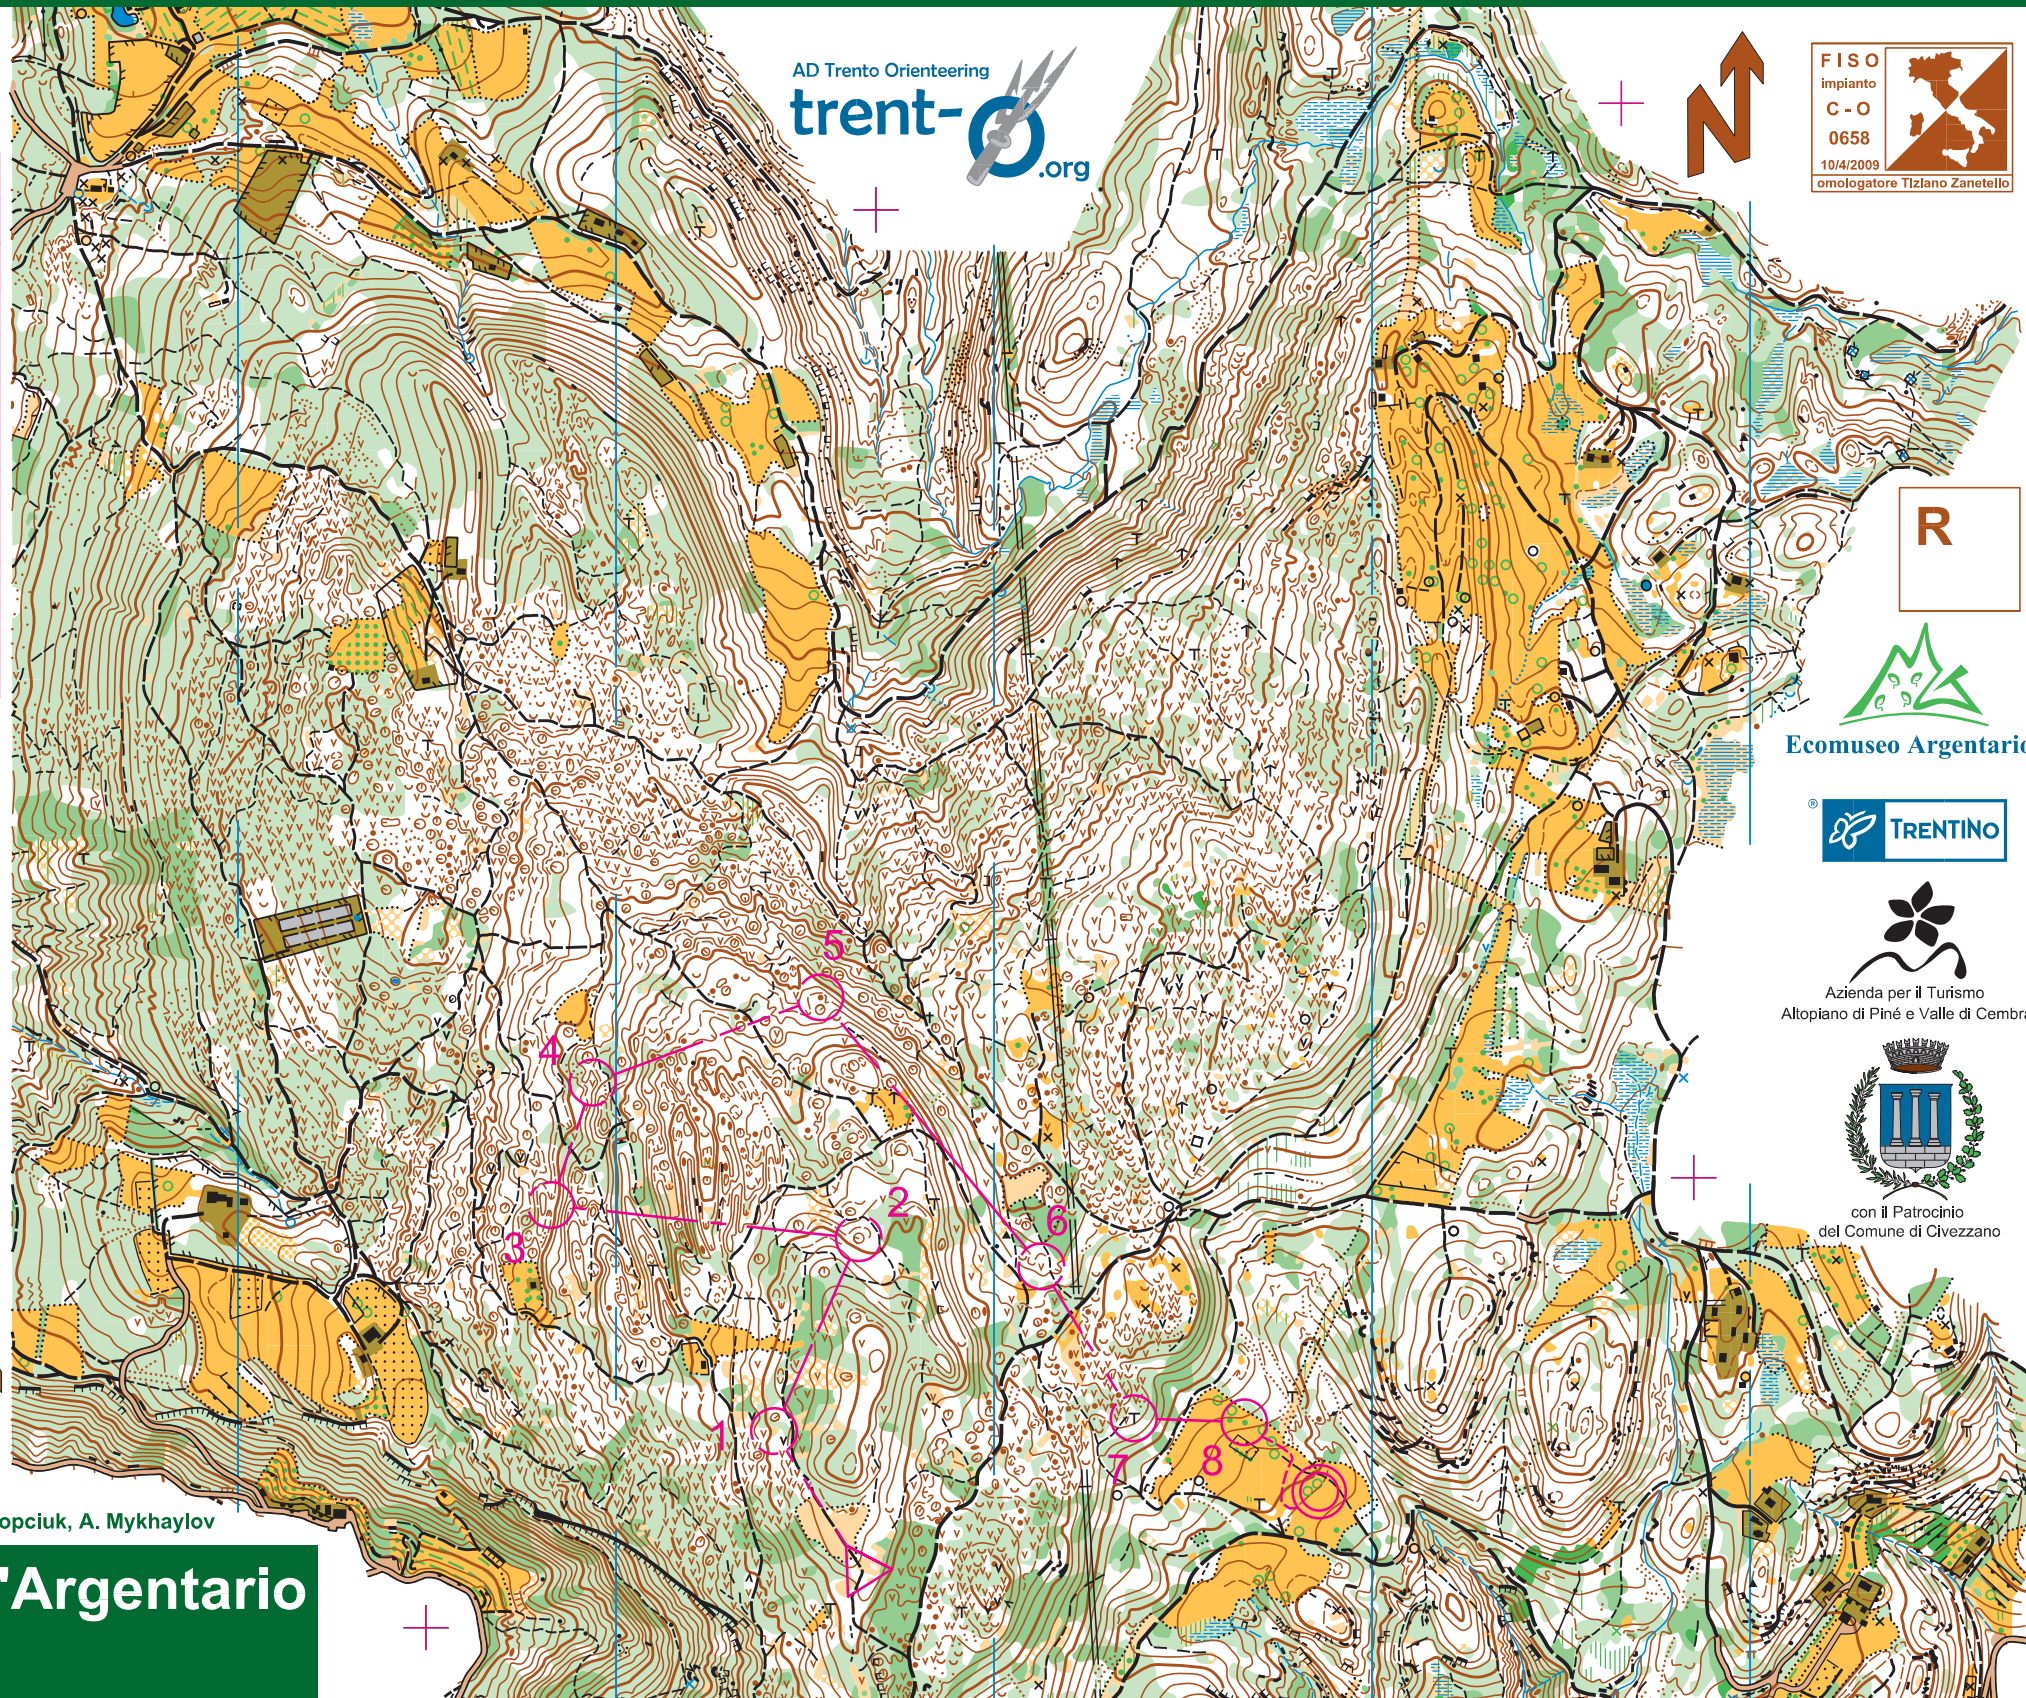 AD Trento Orienteering
trent-O
.org
FISO
impianto
C - O
0658
10/4/2009
omologatore TIziano Zanetello
R
Ecomuseo Argentario
®
TRENTINO
Azienda per il Turismo
Altopiano di Piné e Valle di Cembra
con il Patrocinio
del Comune di Civezzano
5
4
2
6
3
1
7
8
opciuk, A. Mykhaylov
'Argentario